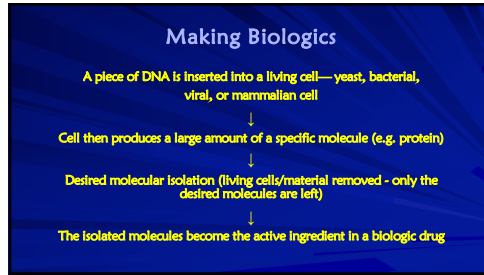 Making Biologics
A piece of DNA is inserted into a living cell— yeast, bacterial,
viral, or mammalian cell
↓
Cell then produces a large amount of a specific molecule (e.g. protein)
↓
Desired molecular isolation (living cells/material removed - only the
desired molecules are left)
↓
The isolated molecules become the active ingredient in a biologic drug